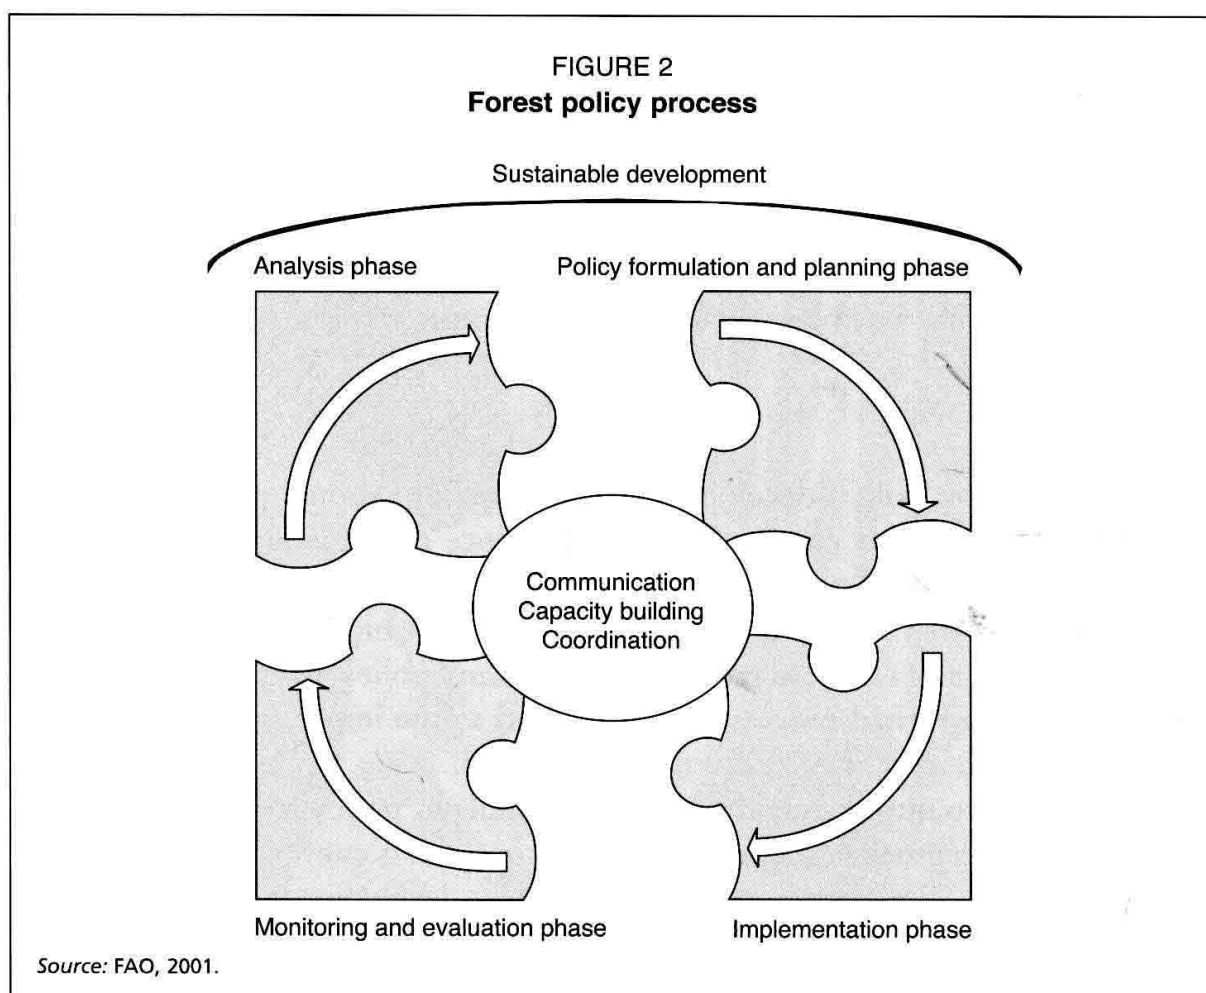 FIGURE 2
Forest policy process
Sustainable development
Analysis phase
Policy formulation and planning phase
Communication
Capacity building
Coordination
Monitoring and evaluation phase
Implementation phase
Source: FAO, 2001.